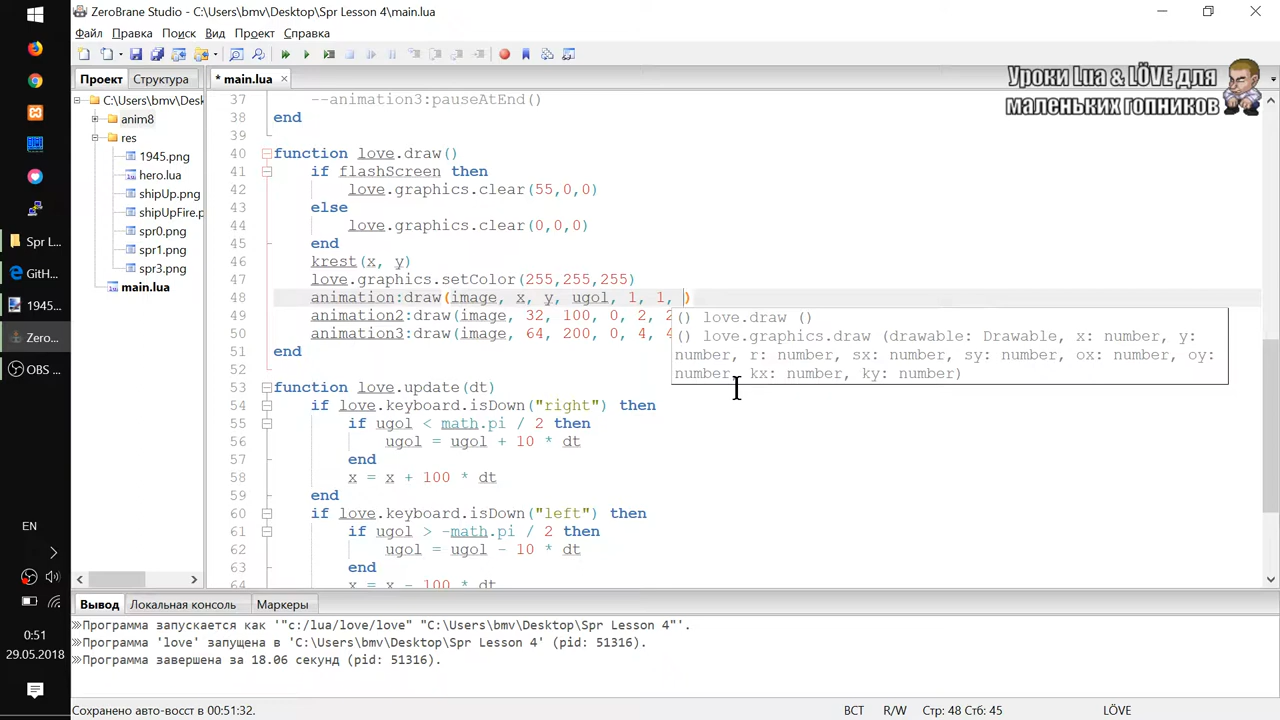 ZeroBrane Studio - C:\Users\bmv\Desktop\Spr Lesson 4\main.lua
Файл Правка Поиск Вид Проект Справка
Уроки Lua & LÖVE для
маленьких гопников
Проект Структура
* main.lua
C:\Users\bmv\Desk
anim8
res
1945.png
hero.lua
shipUp.png
shipUpFire.p
spr0.png
spr1.png
spr3.png
main.lua
37 --animation3:pauseAtEnd()
38 end
39
40 function love.draw()
41 if flashScreen then
42 love.graphics.clear(55,0,0)
43 else
44 love.graphics.clear(0,0,0)
45 end
46 krest(x, y)
47 love.graphics.setColor(255,255,255)
48 animation:draw(image, x, y, ugol, 1, 1, )
49 animation2:draw(image, 32, 100, 0, 2, 2
50 animation3:draw(image, 64, 200, 0, 4, 4
51 end
52
53 function love.update(dt)
54 if love.keyboard.isDown("right") then
55 if ugol < math.pi / 2 then
56 ugol = ugol + 10 * dt
57 end
58 x = x + 100 * dt
59 end
60 if love.keyboard.isDown("left") then
61 if ugol > -math.pi / 2 then
62 ugol = ugol - 10 * dt
63 end
64 x = x - 100 * dt
() love.draw ()
() love.graphics.draw (drawable: Drawable, x: number, y:
number, r: number, sx: number, sy: number, ox: number, oy:
number, kx: number, ky: number)
Spr L...
GitH...
1945...
Zero...
OBS ...
EN
0:51
29.05.2018
Вывод Локальная консоль Маркеры
Программа запускается как '"c:/lua/love/love" "C:\Users\bmv\Desktop\Spr Lesson 4"'.
Программа 'love' запущена в 'C:\Users\bmv\Desktop\Spr Lesson 4' (pid: 51316).
Программа завершена за 18.06 секунд (pid: 51316).
Сохранено авто-восст в 00:51:32. ВСТ R/W Стр: 48 Стб: 45 LÖVE